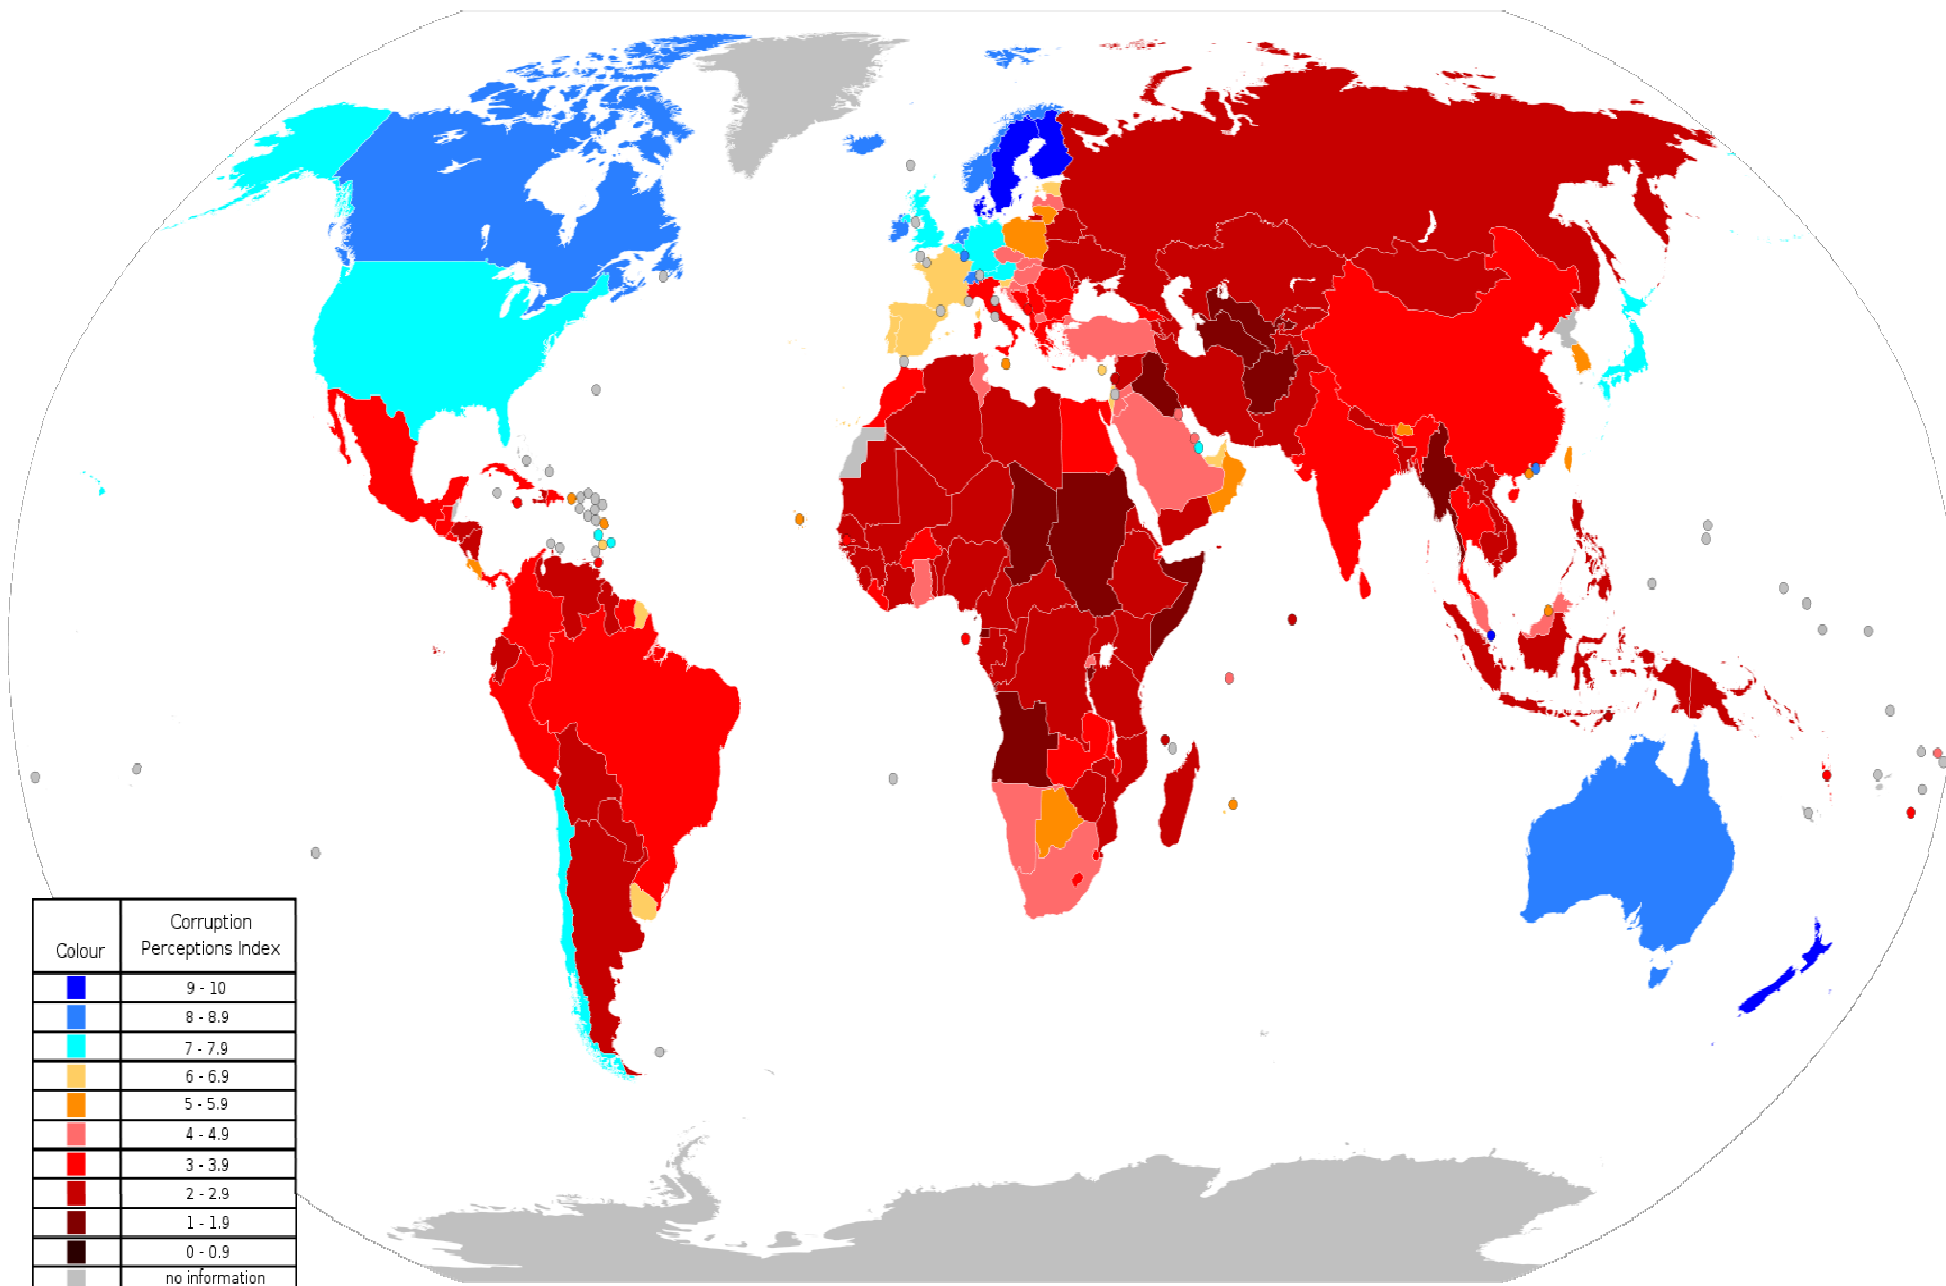 Colour
Corruption
Perceptions Index
9 - 10
8 - 8.9
7 - 7.9
6 - 6.9
5 - 5.9
4 - 4.9
3 - 3.9
2 - 2.9
1 - 1.9
0 - 0.9
no information